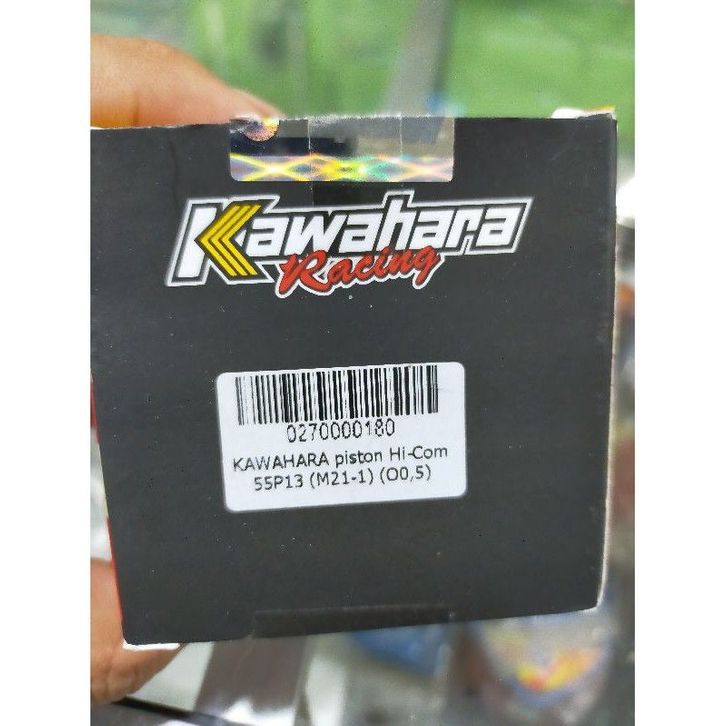 Kawahara
Racing
0270000180
KAWAHARA piston Hi-Com
55P13 (M21-1) (O0,5)